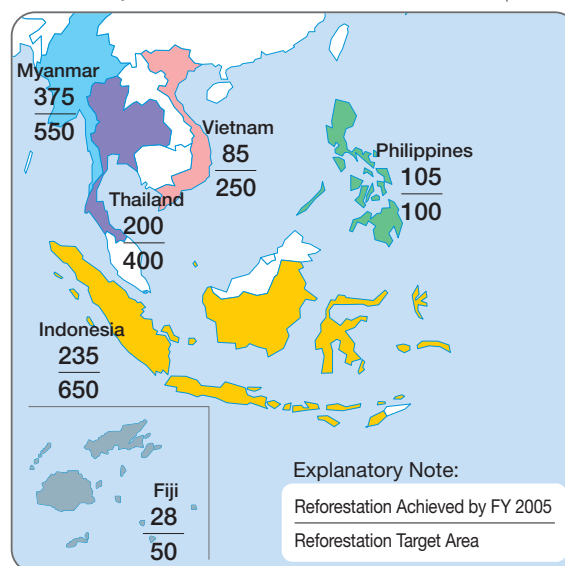 Myanmar
375
550
Vietnam
85
250
Philippines
105
100
Thailand
200
400
Indonesia
235
650
Fiji
28
50
Explanatory Note:
Reforestation Achieved by FY 2005
Reforestation Target Area